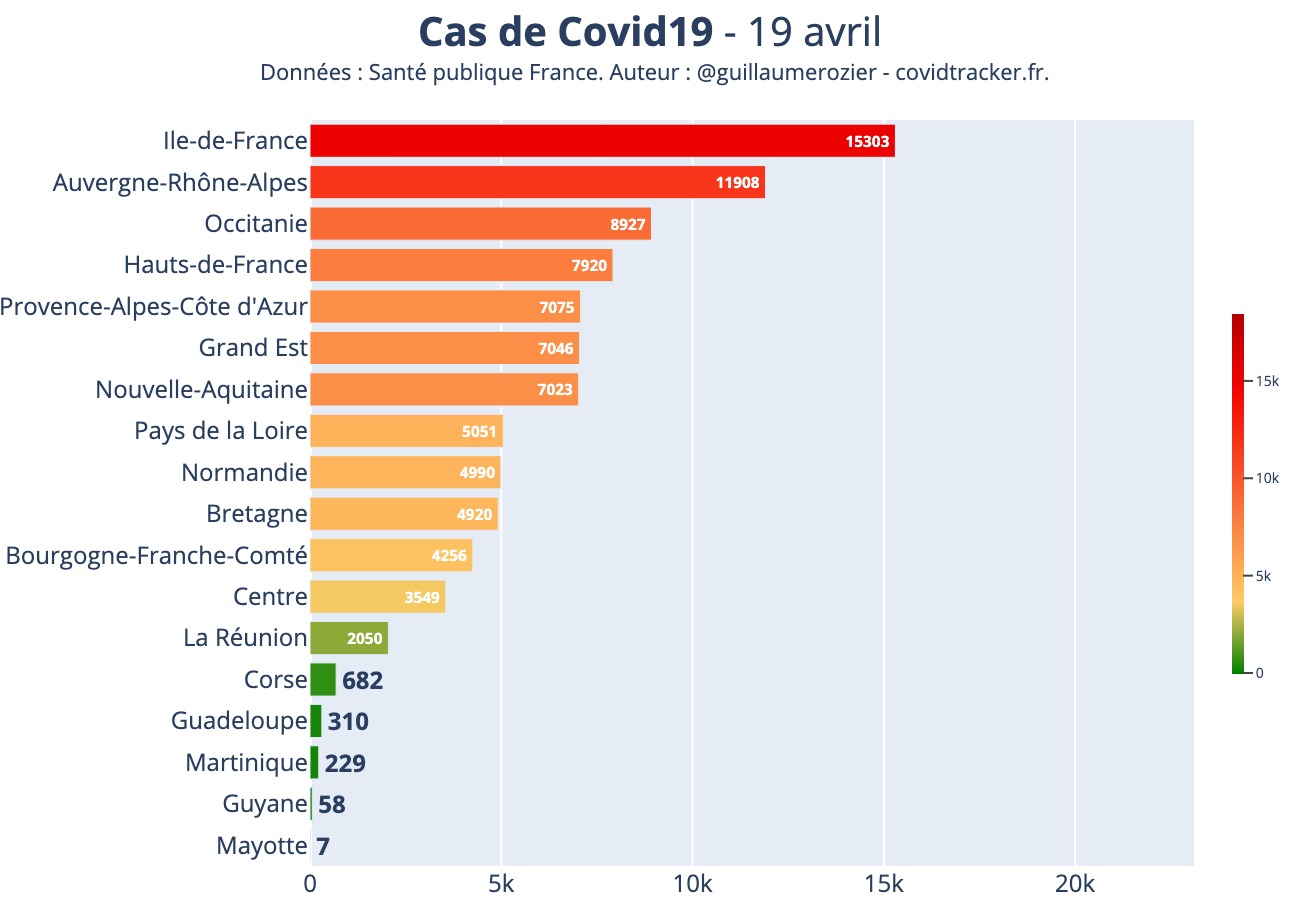 Cas de Covid19 - 19 avril
Données : Santé publique France. Auteur : @guillaumerozier - covidtracker.fr.
Ile-de-France 15303
Auvergne-Rhône-Alpes 11908
Occitanie 8927
Hauts-de-France 7920
Provence-Alpes-Côte d'Azur 7075
Grand Est 7046
Nouvelle-Aquitaine 7023
Pays de la Loire 5051
Normandie 4990
Bretagne 4920
Bourgogne-Franche-Comté 4256
Centre 3549
La Réunion 2050
Corse 682
Guadeloupe 310
Martinique 229
Guyane 58
Mayotte 7
0 5k 10k 15k 20k
15k
10k
5k
0